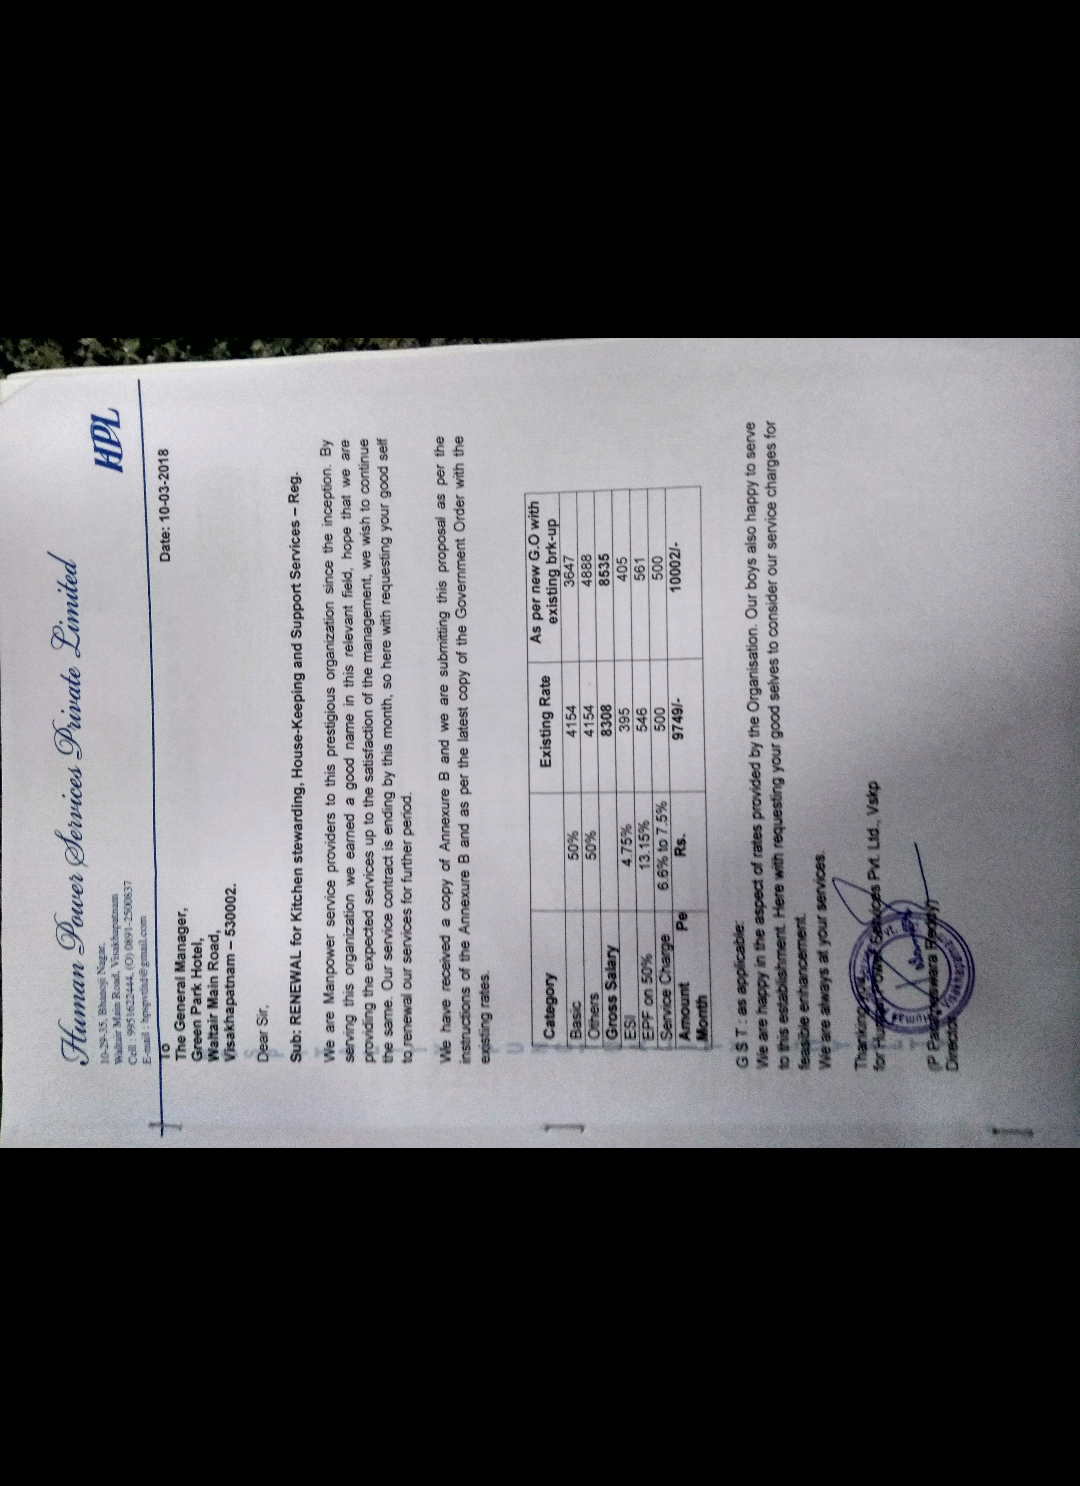 Human Power Services Private Limited
HPL
10-29-35, Bhanoji Nagar,
Waltair Main Road, Visakhapatnam
Cell : 9951622444, (O) 0891-2500837
E-mail : hpspvtltd@gmail.com
Date: 10-03-2018
To
The General Manager,
Green Park Hotel,
Waltair Main Road,
Visakhapatnam – 530002.
Dear Sir,
Sub: RENEWAL for Kitchen stewarding, House-Keeping and Support Services – Reg.
We are Manpower service providers to this prestigious organization since the inception. By
serving this organization we earned a good name in this relevant field, hope that we are
providing the expected services up to the satisfaction of the management, we wish to continue
the same. Our service contract is ending by this month, so here with requesting your good self
to renewal our services for further period.
We have received a copy of Annexure B and we are submitting this proposal as per the
instructions of the Annexure B and as per the latest copy of the Government Order with the
existing rates.
Category Existing Rate As per new G.O with
existing brk-up
Basic 50% 4154 3647
Others 50% 4154 4888
Gross Salary 8308 8535
ESI 4.75% 395 405
EPF on 50% 13.15% 546 561
Service Charge 6.6% to 7.5% 500 500
Amount Pe Rs. 9749/- 10002/-
Month
G S T : as applicable:
We are happy in the aspect of rates provided by the Organisation. Our boys also happy to serve
to this establishment. Here with requesting your good selves to consider our service charges for
feasible enhancement.
We are always at your services.
Thanking
for Human Power Services Pvt. Ltd., Vskp
(P Reddy)
Director